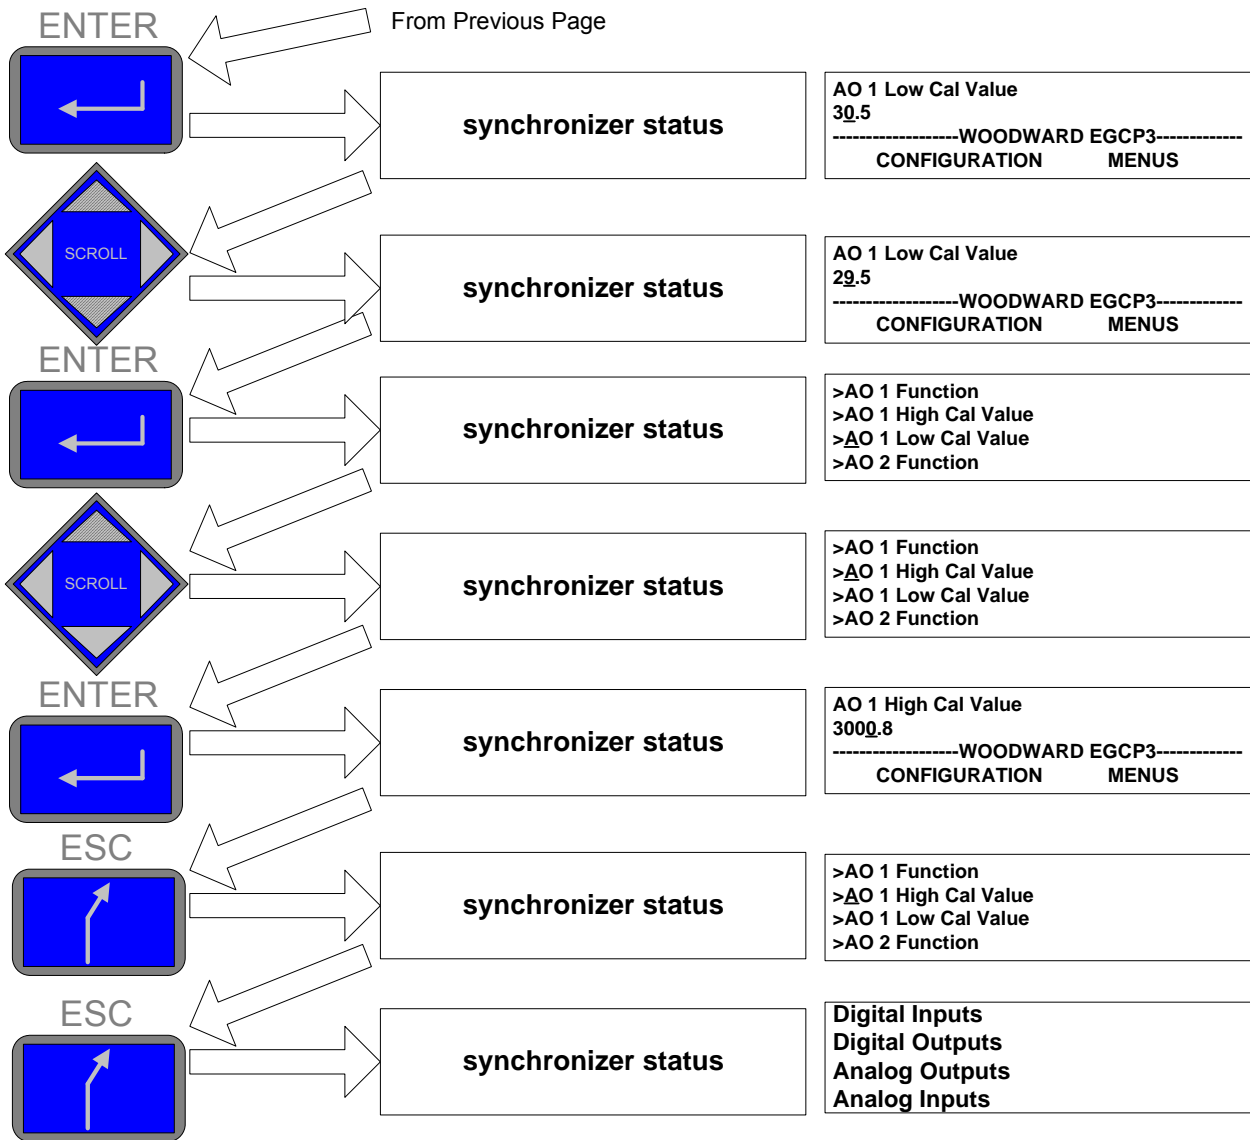 From Previous Page
ENTER
synchronizer status
AO 1 Low Cal Value
30.5
-------------------WOODWARD EGCP3-------------
CONFIGURATION MENUS
SCROLL
synchronizer status
AO 1 Low Cal Value
29.5
-------------------WOODWARD EGCP3-------------
CONFIGURATION MENUS
ENTER
synchronizer status
>AO 1 Function
>AO 1 High Cal Value
>AO 1 Low Cal Value
>AO 2 Function
SCROLL
synchronizer status
>AO 1 Function
>AO 1 High Cal Value
>AO 1 Low Cal Value
>AO 2 Function
ENTER
synchronizer status
AO 1 High Cal Value
3000.8
-------------------WOODWARD EGCP3-------------
CONFIGURATION MENUS
ESC
synchronizer status
>AO 1 Function
>AO 1 High Cal Value
>AO 1 Low Cal Value
>AO 2 Function
ESC
synchronizer status
Digital Inputs
Digital Outputs
Analog Outputs
Analog Inputs